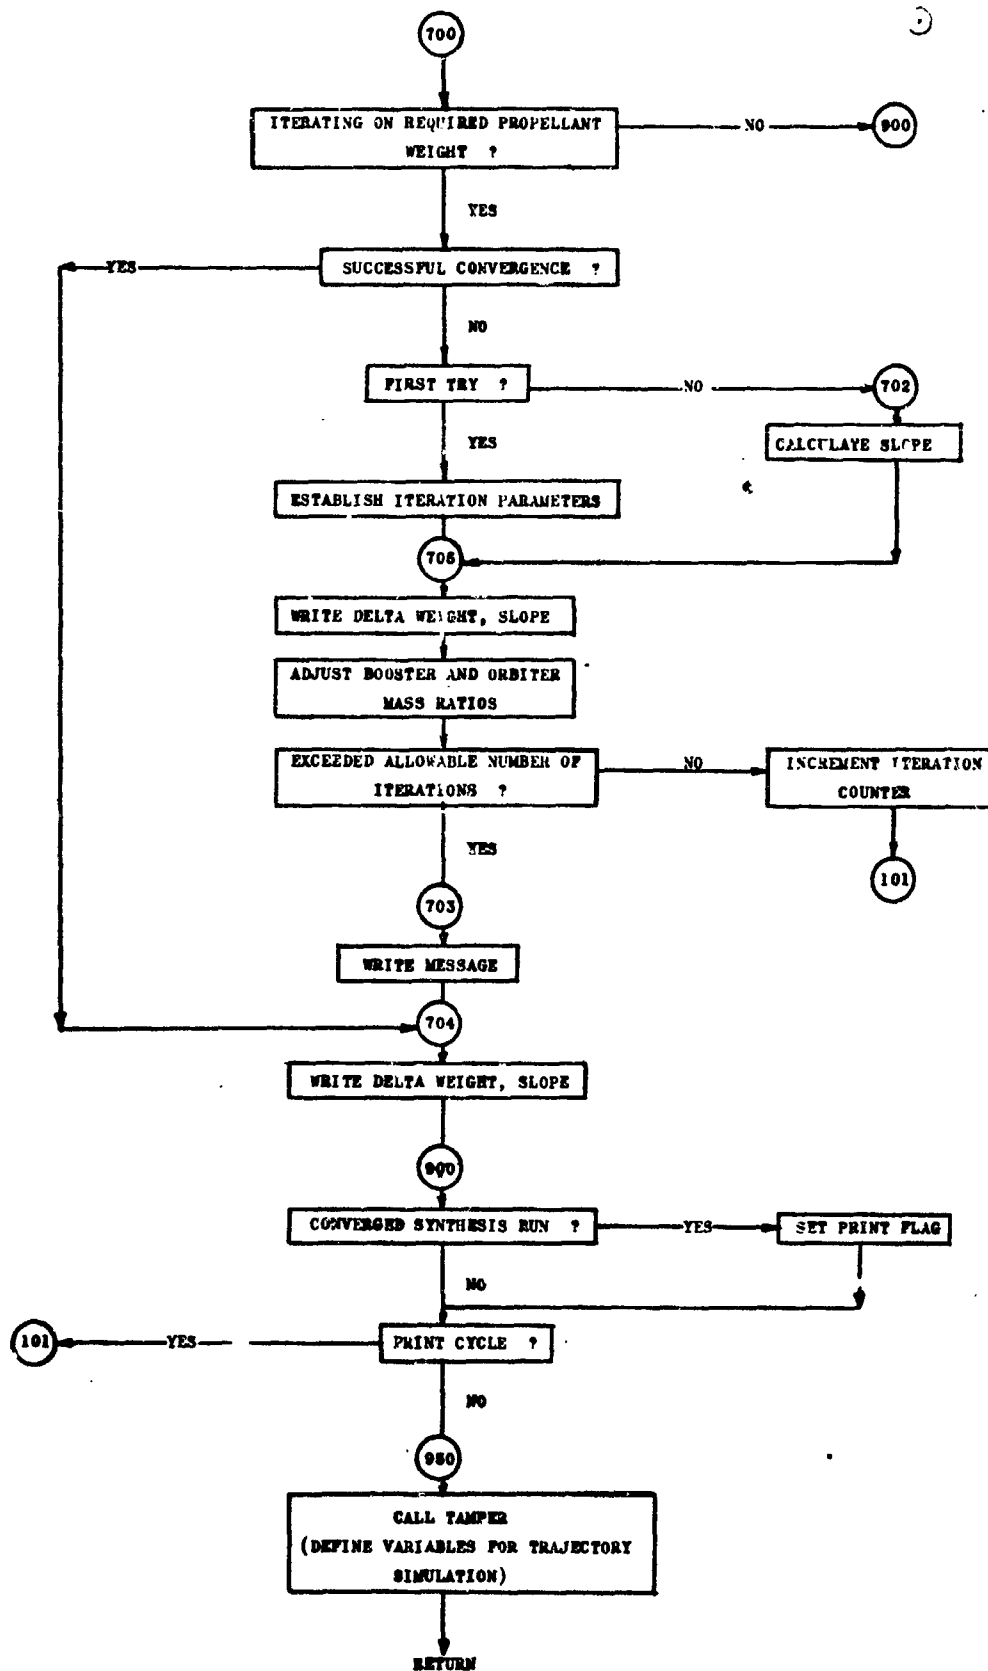 700
ITERATING ON REQUIRED PROPELLANT
WEIGHT ?
NO
900
YES
SUCCESSFUL CONVERGENCE ?
YES
NO
FIRST TRY ?
NO
702
YES
CALCULATE SLOPE
ESTABLISH ITERATION PARAMETERS
705
WRITE DELTA WEIGHT, SLOPE
ADJUST BOOSTER AND ORBITER
MASS RATIOS
EXCEEDED ALLOWABLE NUMBER OF
ITERATIONS ?
NO
INCREMENT ITERATION
COUNTER
YES
101
703
WRITE MESSAGE
704
WRITE DELTA WEIGHT, SLOPE
900
CONVERGED SYNTHESIS RUN ?
YES
SET PRINT FLAG
NO
101
YES
PRINT CYCLE ?
NO
950
CALL TAMPER
(DEFINE VARIABLES FOR TRAJECTORY
SIMULATION)
RETURN